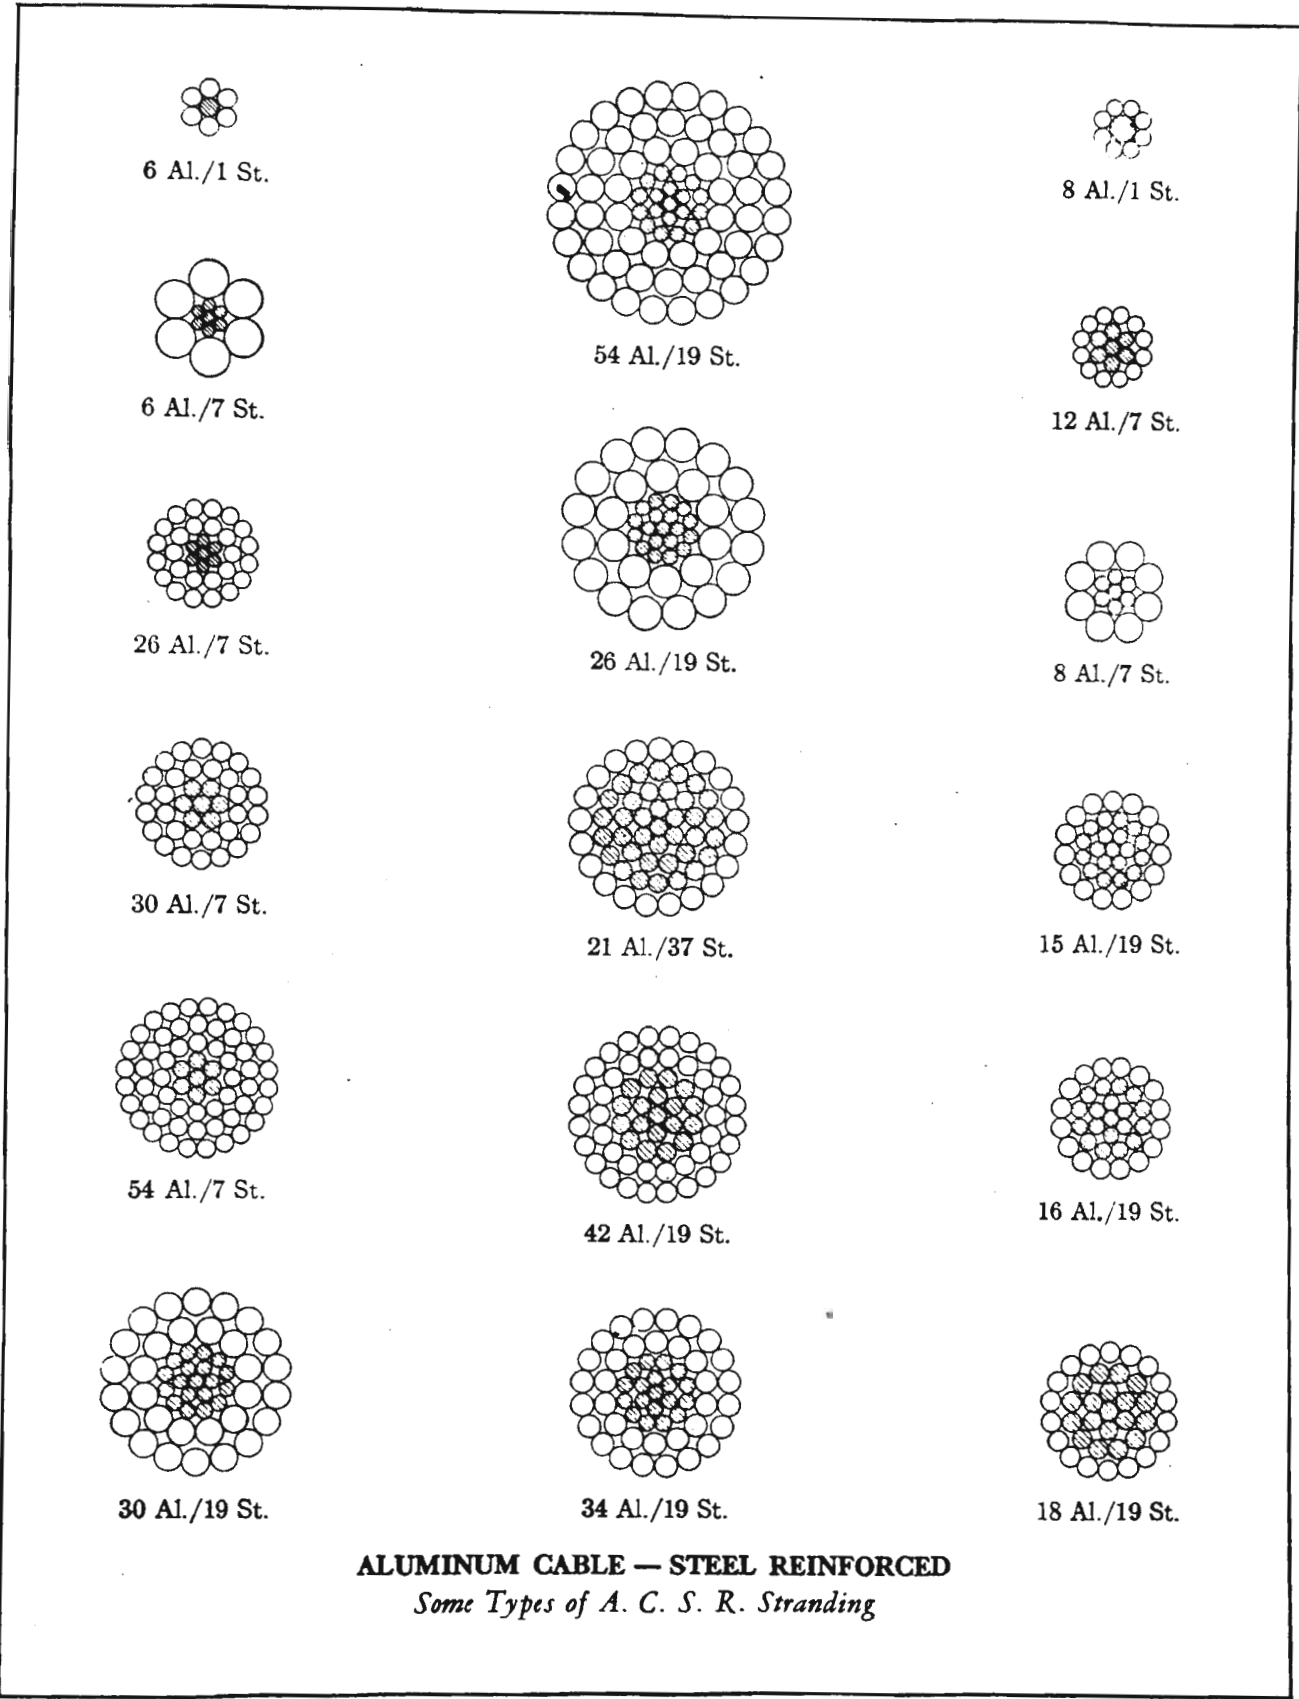 6 Al./1 St.
6 Al./7 St.
26 Al./7 St.
30 Al./7 St.
54 Al./7 St.
30 Al./19 St.
54 Al./19 St.
26 Al./19 St.
21 Al./37 St.
42 Al./19 St.
34 Al./19 St.
8 Al./1 St.
12 Al./7 St.
8 Al./7 St.
15 Al./19 St.
16 Al./19 St.
18 Al./19 St.
ALUMINUM CABLE — STEEL REINFORCED
Some Types of A. C. S. R. Stranding